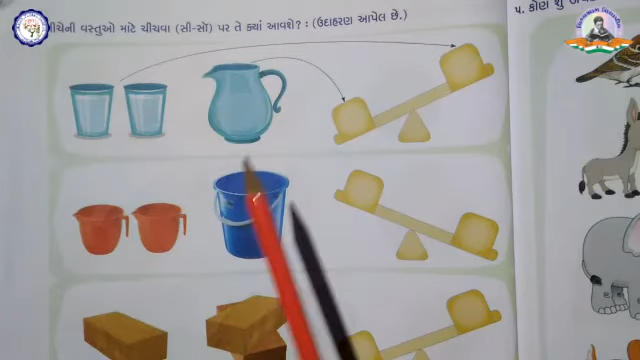 નીચેની વસ્તુઓ માટે ચીચવા (સી-સૉ) પર તે ક્યાં આવશે? : (ઉદાહરણ આપેલ છે.)
૫. કોણ શું